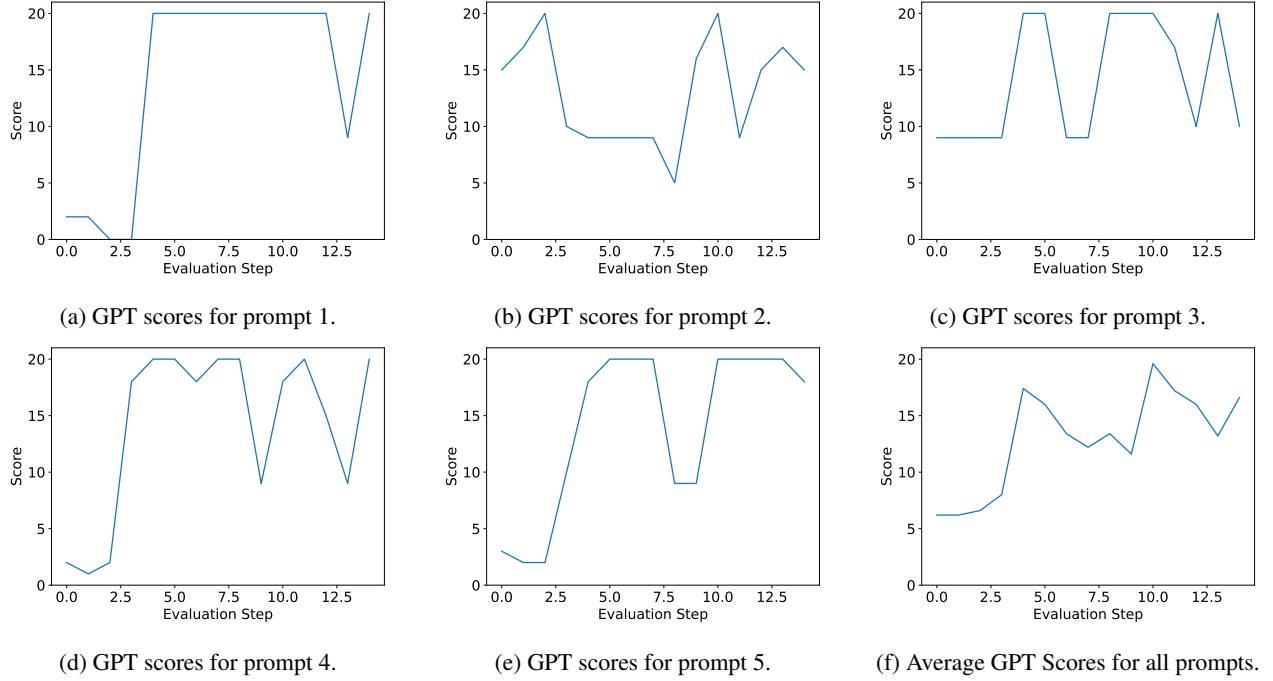 20
15
10
5
0
Score
0.0 2.5 5.0 7.5 10.0 12.5
Evaluation Step
(a) GPT scores for prompt 1.
20
15
10
5
0
Score
0.0 2.5 5.0 7.5 10.0 12.5
Evaluation Step
(b) GPT scores for prompt 2.
20
15
10
5
0
Score
0.0 2.5 5.0 7.5 10.0 12.5
Evaluation Step
(c) GPT scores for prompt 3.
20
15
10
5
0
Score
0.0 2.5 5.0 7.5 10.0 12.5
Evaluation Step
(d) GPT scores for prompt 4.
20
15
10
5
0
Score
0.0 2.5 5.0 7.5 10.0 12.5
Evaluation Step
(e) GPT scores for prompt 5.
20
15
10
5
0
Score
0.0 2.5 5.0 7.5 10.0 12.5
Evaluation Step
(f) Average GPT Scores for all prompts.